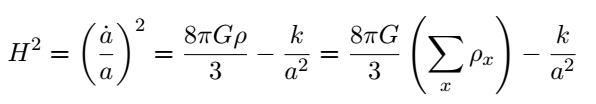 $H^2 = \left(\frac{\dot{a}}{a}\right)^2 = \frac{8\pi G\rho}{3} - \frac{k}{a^2} = \frac{8\pi G}{3}\left(\sum_x \rho_x\right) - \frac{k}{a^2}$